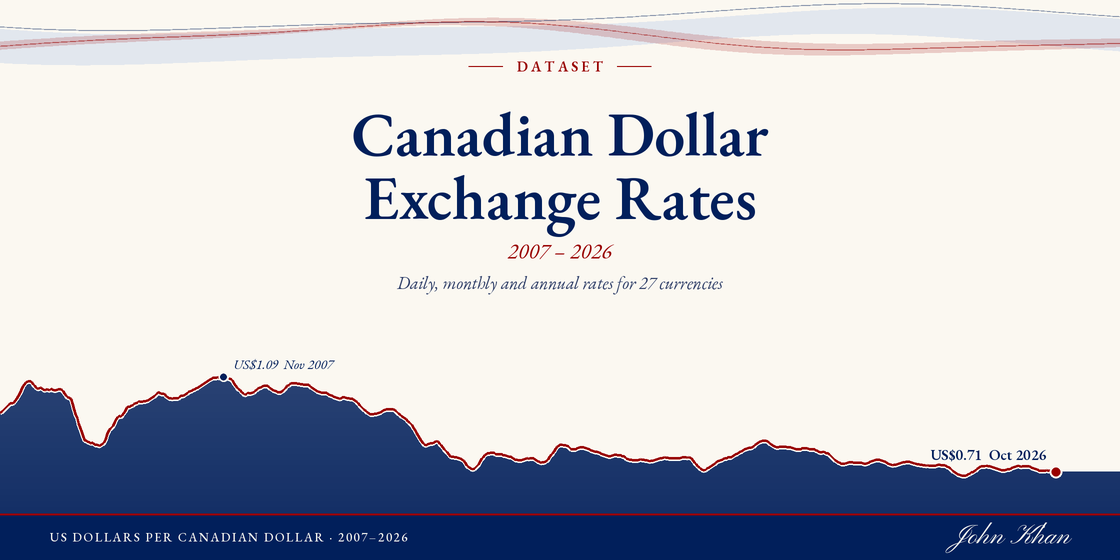 DATASET
Canadian Dollar
Exchange Rates
2007 – 2026
Daily, monthly and annual rates for 27 currencies
US$1.09 Nov 2007
US$0.71 Oct 2026
US DOLLARS PER CANADIAN DOLLAR · 2007–2026
John Khan